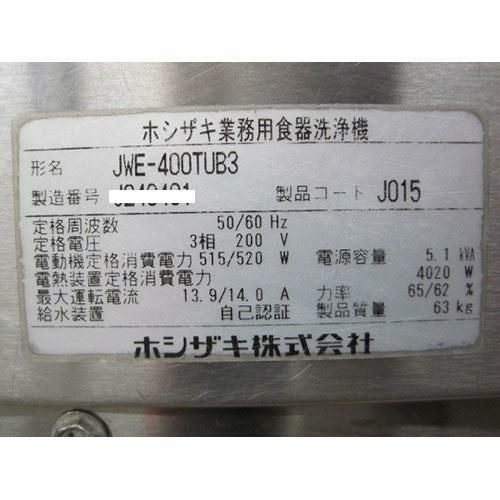 ホシザキ業務用食器洗浄機
形名 JWE-400TUB3
製造番号 製品コード J015
定格周波数 50/60 Hz
定格電圧 3相 200 V
電動機定格消費電力 515/520 W 電源容量 5.1 kVA
電熱装置定格消費電力 4020 W
最大運転電流 13.9/14.0 A 力率 65/62 %
給水装置 自己認証 製品質量 63 kg
ホシザキ株式会社